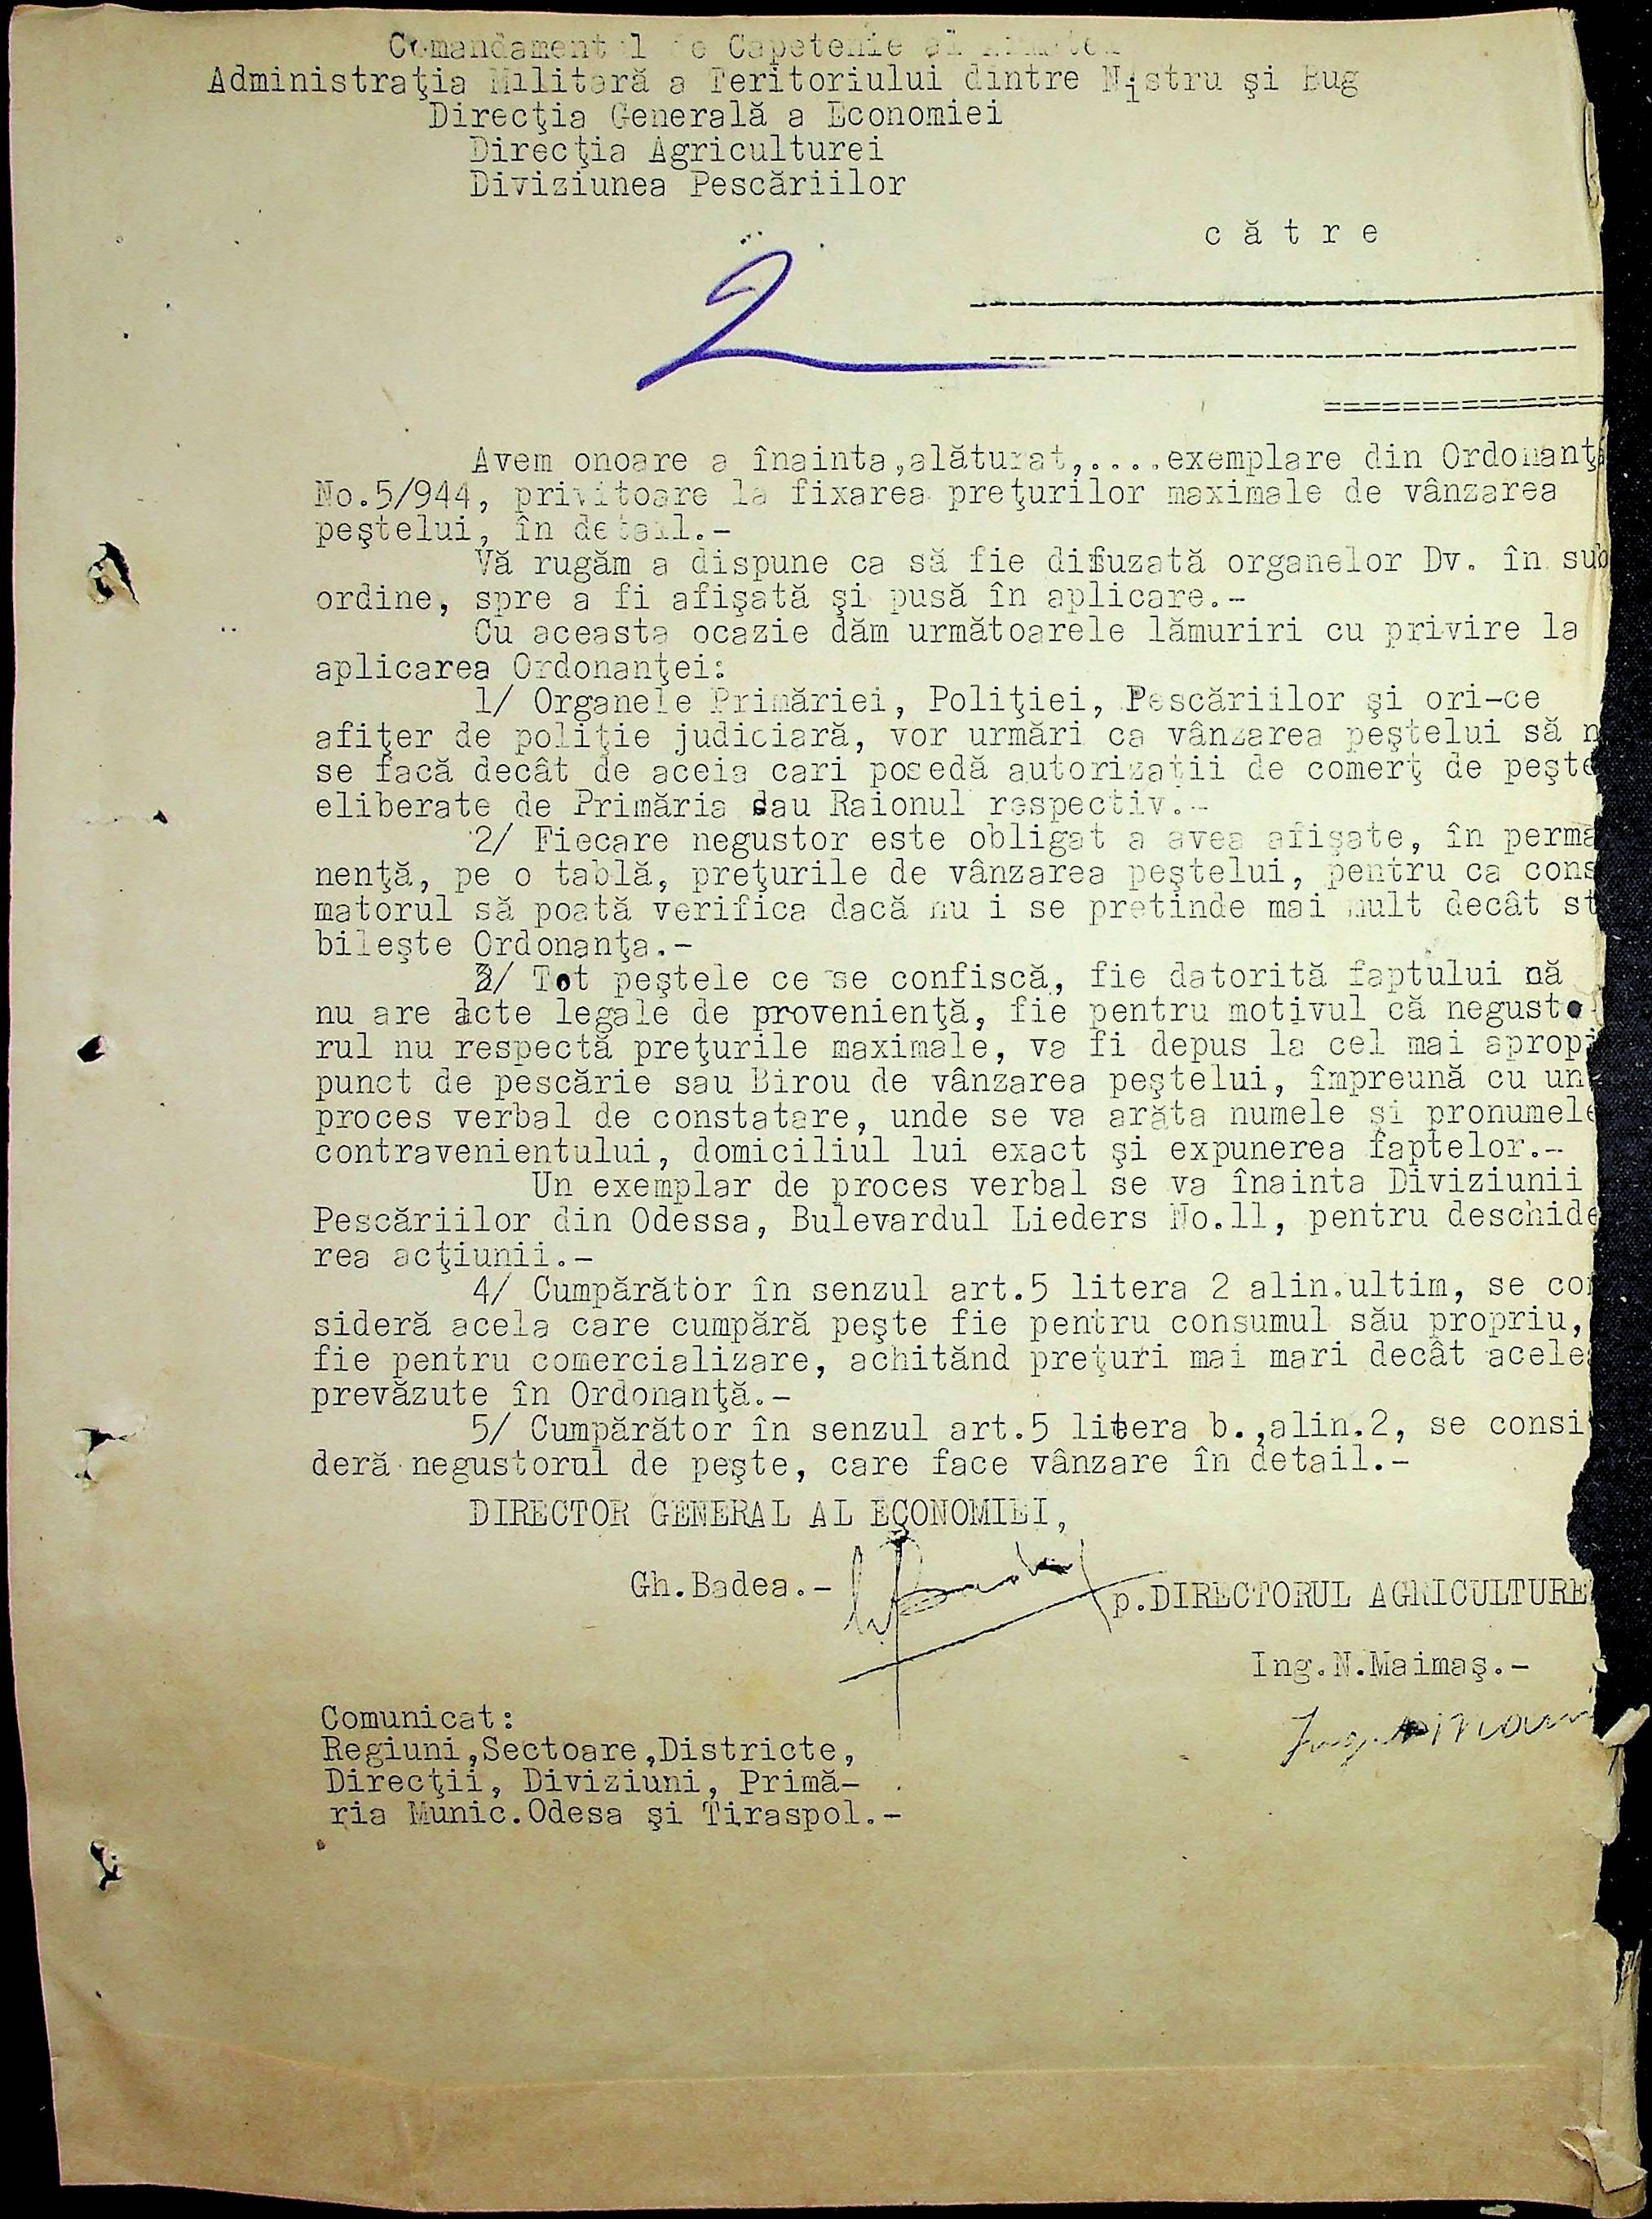 Comandamentul de Capetenie al Armatei
Administraţia Militară a Teritoriului dintre Nistru şi Bug
Direcţia Generală a Economiei
Direcţia Agriculturei
Diviziunea Pescăriilor
c ă t r e
2
Avem onoare a înainta,alăturat,....exemplare din Ordonanţa
No.5/944, privitoare la fixarea preţurilor maximale de vânzarea
peştelui, în detail.-
Vă rugăm a dispune ca să fie difuzată organelor Dv. în sub
ordine, spre a fi afişată şi pusă în aplicare.-
Cu aceasta ocazie dăm următoarele lămuriri cu privire la
aplicarea Ordonanţei:
1/ Organele Primăriei, Poliţiei, Pescăriilor şi ori-ce
afiţer de poliţie judiciară, vor urmări ca vânzarea peştelui să n
se facă decât de aceia cari posedă autorizaţii de comerţ de peşte
eliberate de Primăria sau Raionul respectiv.-
2/ Fiecare negustor este obligat a avea afişate, în perma
nenţă, pe o tablă, preţurile de vânzarea peştelui, pentru ca cons
matorul să poată verifica dacă nu i se pretinde mai mult decât st
bileşte Ordonanţa.-
3/ Tot peştele ce se confiscă, fie datorită faptului că
nu are acte legale de provenienţă, fie pentru motivul că negusto
rul nu respectă preţurile maximale, va fi depus la cel mai apropi
punct de pescărie sau Birou de vânzarea peştelui, împreună cu un
proces verbal de constatare, unde se va arăta numele şi pronumele
contravenientului, domiciliul lui exact şi expunerea faptelor.-
Un exemplar de proces verbal se va înainta Diviziunii
Pescăriilor din Odessa, Bulevardul Lieders No.11, pentru deschide
rea acţiunii.-
4/ Cumpărător în senzul art.5 litera 2 alin.ultim, se con
sideră acela care cumpără peşte fie pentru consumul său propriu,
fie pentru comercializare, achitând preţuri mai mari decât acele
prevăzute în Ordonanţă.-
5/ Cumpărător în senzul art.5 litera b.,alin.2, se consi
deră negustorul de peşte, care face vânzare în detail.-
DIRECTOR GENERAL AL ECONOMIEI,
Gh.Badea.-
p.DIRECTORUL AGRICULTURE
Ing.N.Maimaş.-
Comunicat:
Regiuni,Sectoare,Districte,
Direcţii, Diviziuni, Primă-
ria Munic.Odesa şi Tiraspol.-